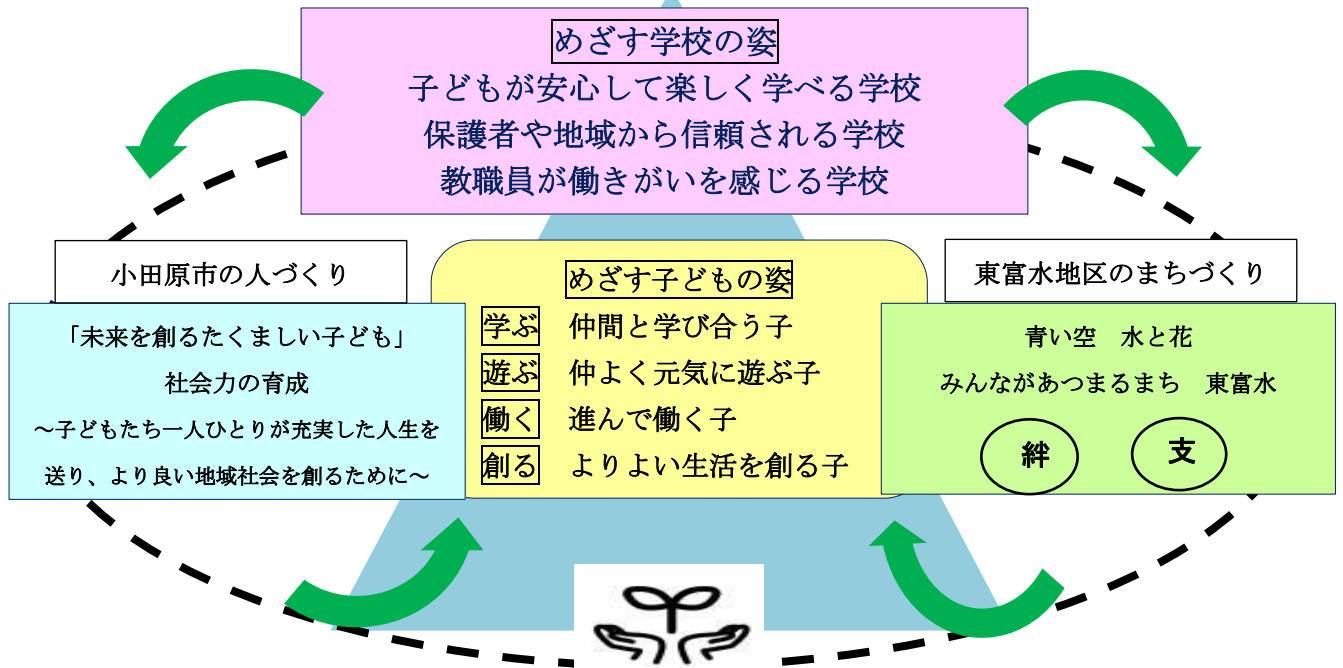 めざす学校の姿
子どもが安心して楽しく学べる学校
保護者や地域から信頼される学校
教職員が働きがいを感じる学校
小田原市の人づくり
「未来を創るたくましい子ども」
社会力の育成
～子どもたち一人ひとりが充実した人生を
送り、より良い地域社会を創るために～
めざす子どもの姿
学ぶ　仲間と学び合う子
遊ぶ　仲よく元気に遊ぶ子
働く　進んで働く子
創る　よりよい生活を創る子
東富水地区のまちづくり
青い空　水と花
みんながあつまるまち　東富水
絆　支